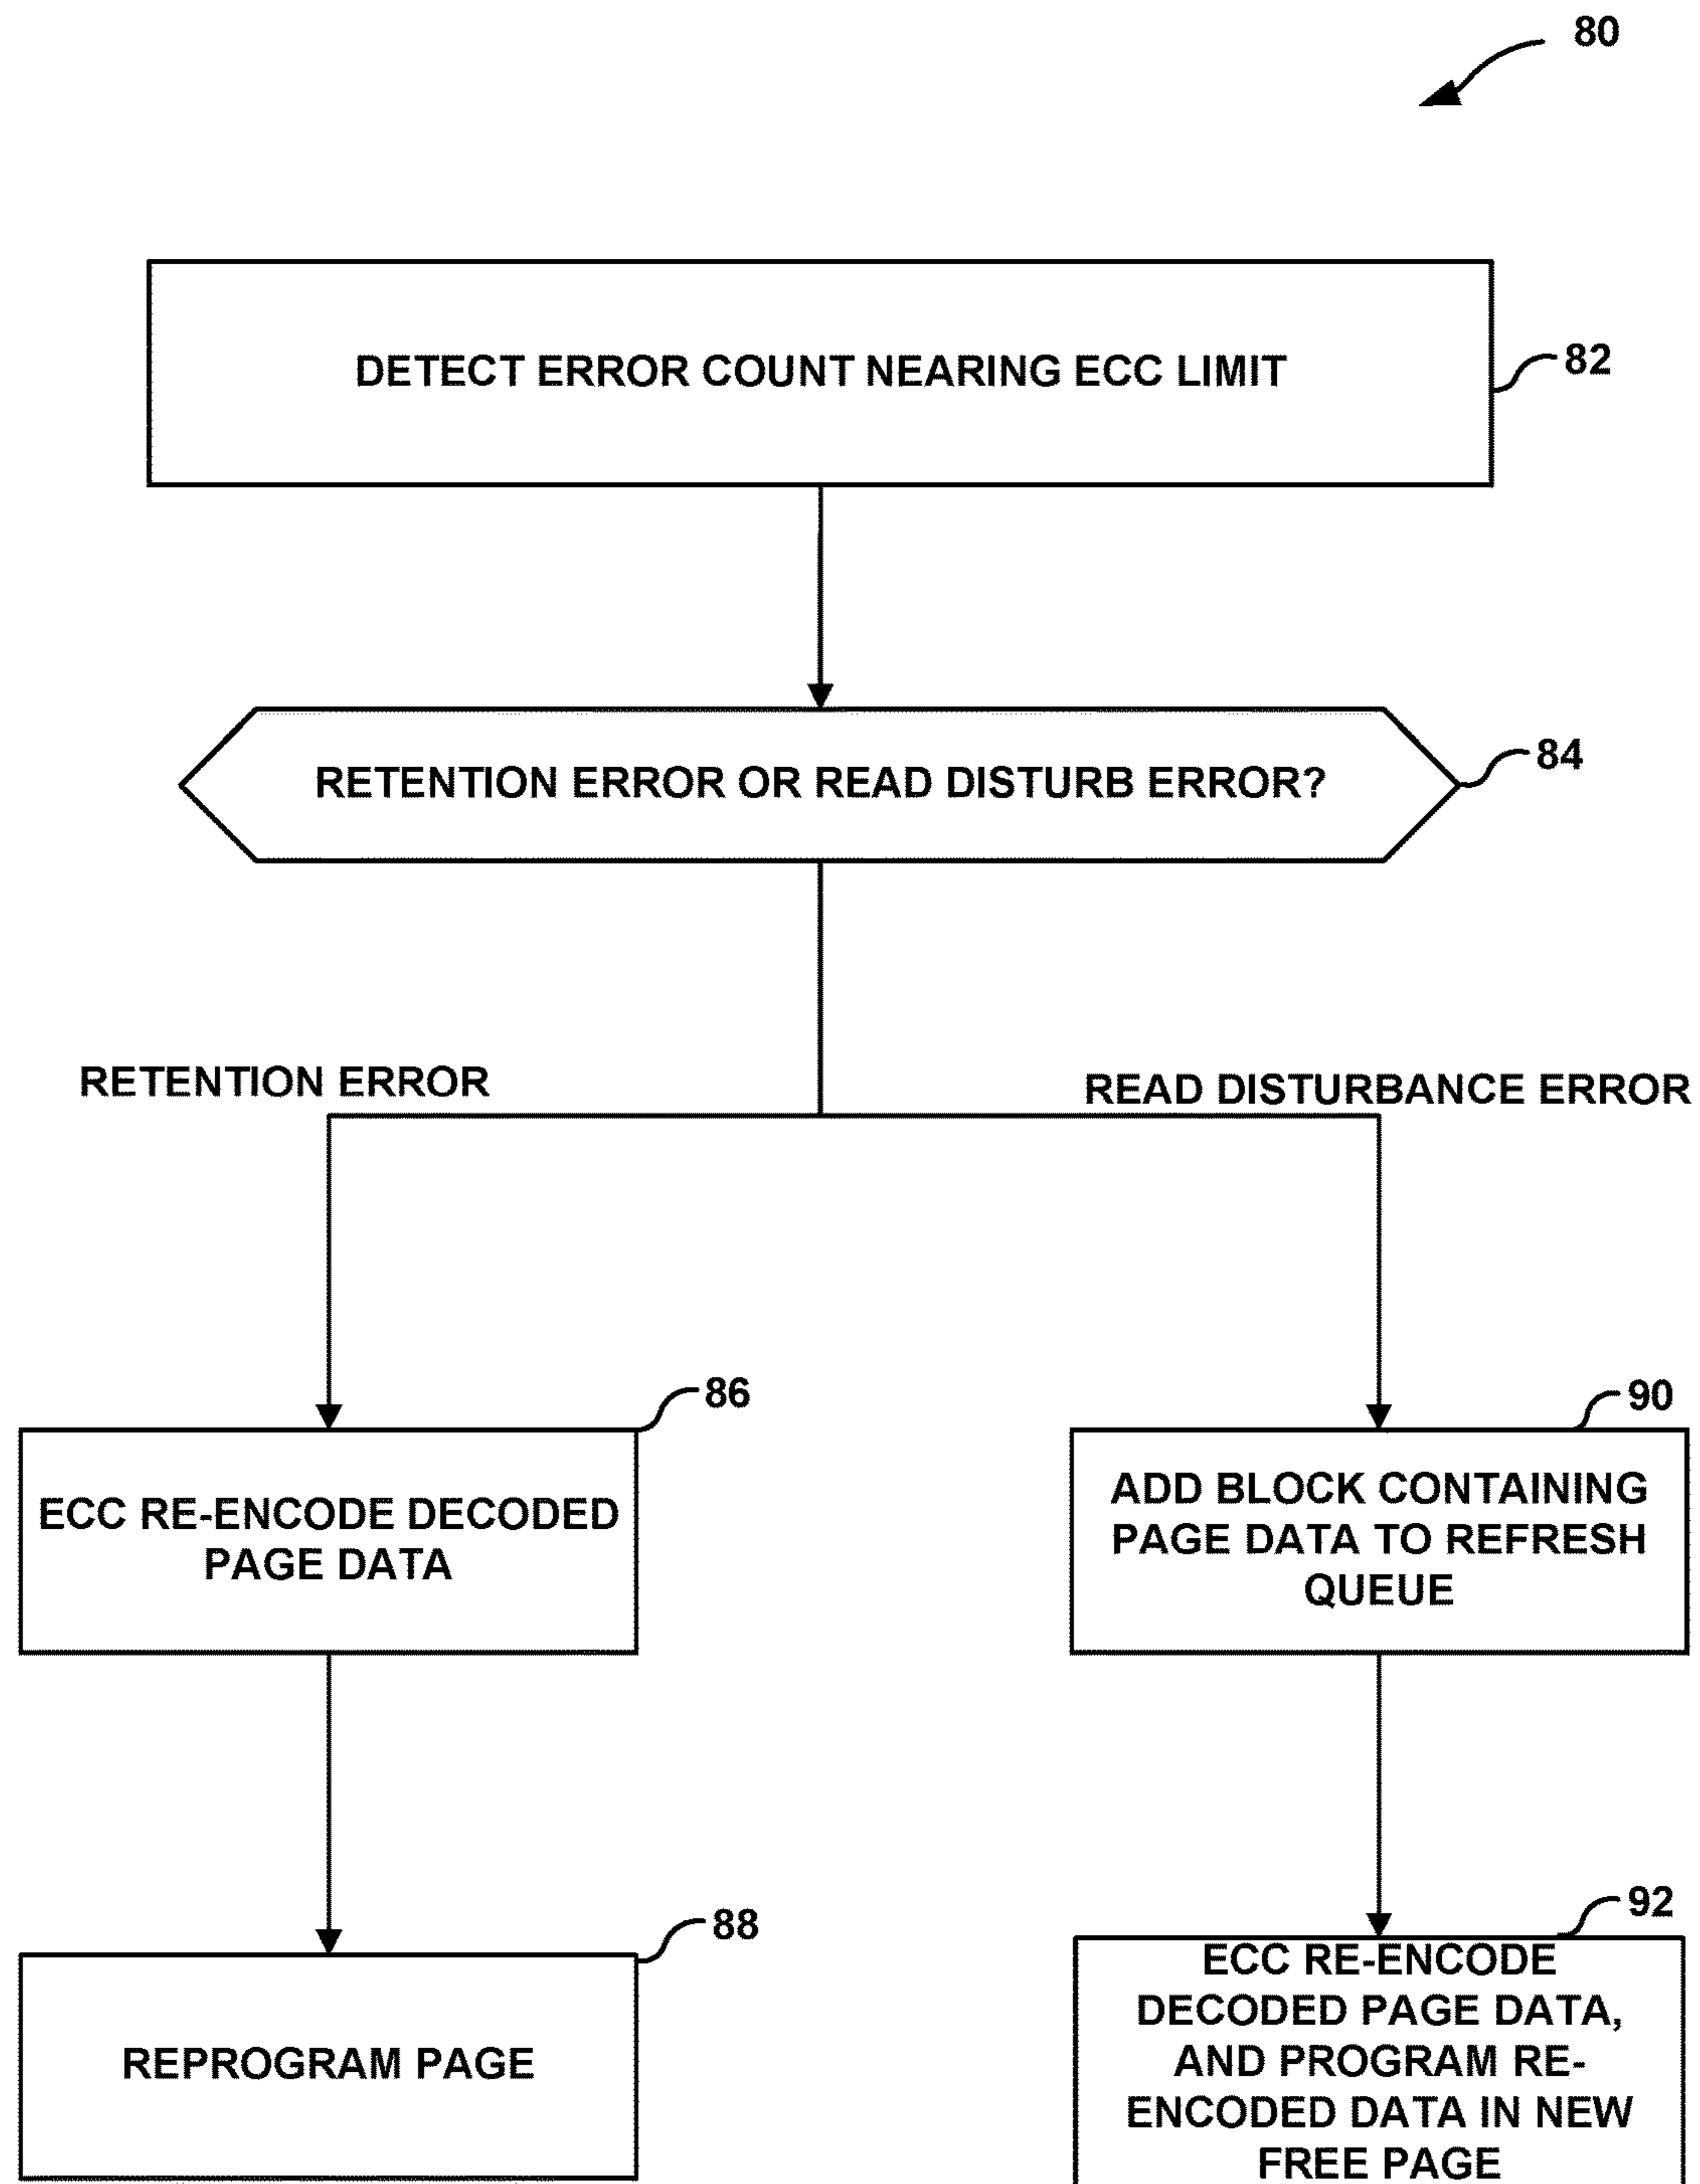 80
DETECT ERROR COUNT NEARING ECC LIMIT
82
RETENTION ERROR OR READ DISTURB ERROR?
84
RETENTION ERROR
READ DISTURBANCE ERROR
86
ECC RE-ENCODE DECODED
PAGE DATA
90
ADD BLOCK CONTAINING
PAGE DATA TO REFRESH
QUEUE
88
REPROGRAM PAGE
92
ECC RE-ENCODE
DECODED PAGE DATA,
AND PROGRAM RE-
ENCODED DATA IN NEW
FREE PAGE